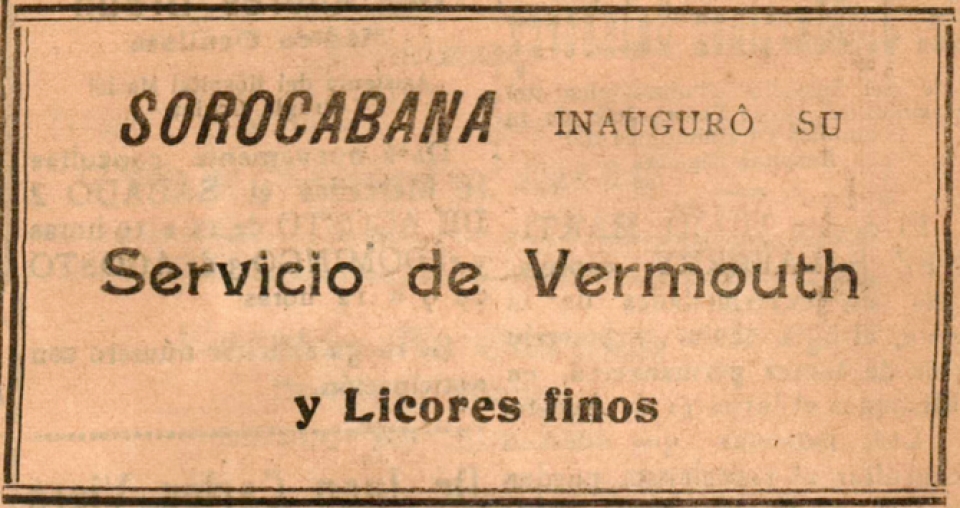 SOROCABANA INAUGURÔ SU
Servicio de Vermouth
y Licores finos